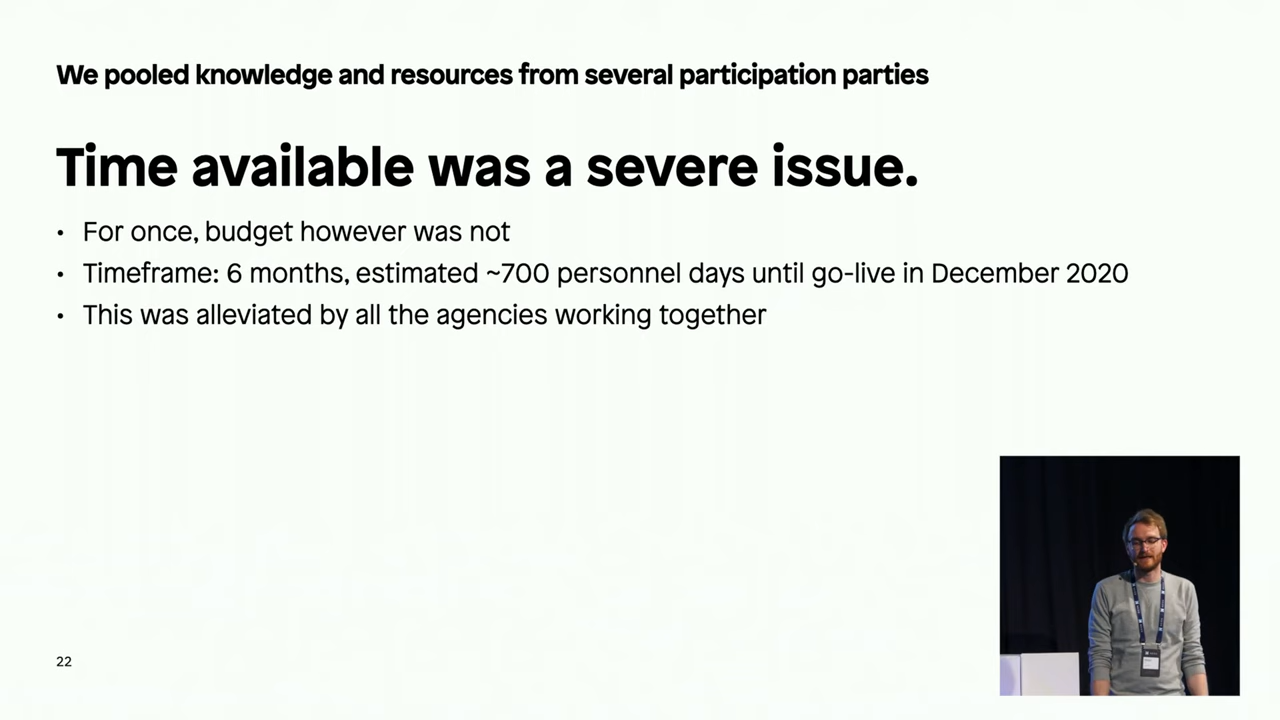 We pooled knowledge and resources from several participation parties
Time available was a severe issue.
• For once, budget however was not
• Timeframe: 6 months, estimated ~700 personnel days until go-live in December 2020
• This was alleviated by all the agencies working together
22